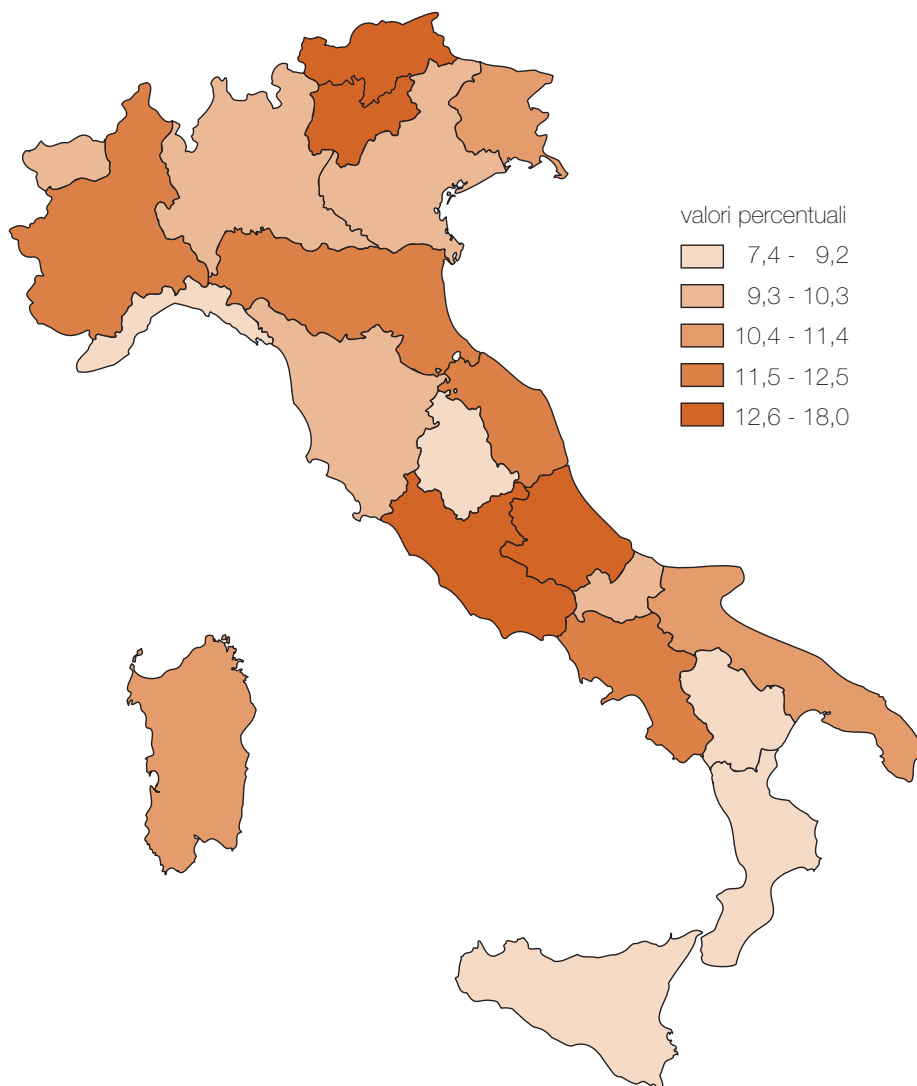 valori percentuali
7,4 - 9,2
9,3 - 10,3
10,4 - 11,4
11,5 - 12,5
12,6 - 18,0